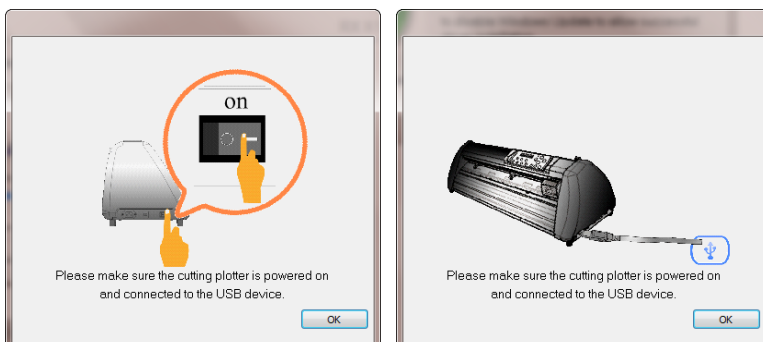 on
Please make sure the cutting plotter is powered on
and connected to the USB device.
OK
Please make sure the cutting plotter is powered on
and connected to the USB device.
OK